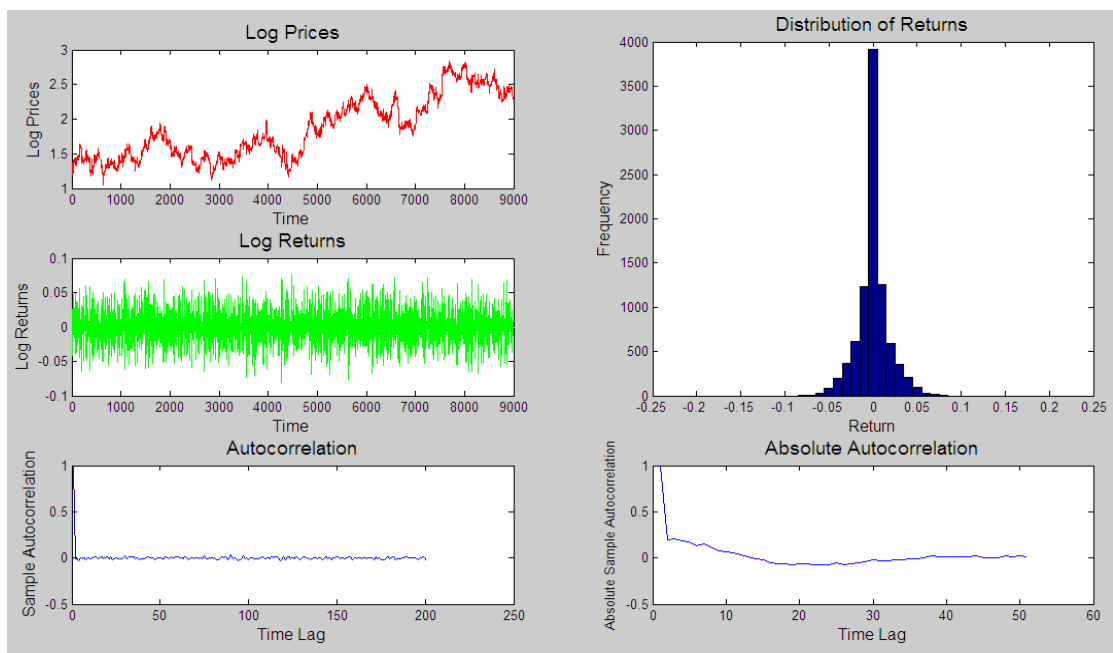 Log Prices
Log Prices
3
2.5
2
1.5
1
0 1000 2000 3000 4000 5000 6000 7000 8000 9000
Time
Log Returns
Log Returns
0.1
0.05
0
-0.05
-0.1
0 1000 2000 3000 4000 5000 6000 7000 8000 9000
Time
Autocorrelation
Sample Autocorrelation
1
0.5
0
-0.5
0 50 100 150 200 250
Time Lag
Distribution of Returns
Frequency
4000
3500
3000
2500
2000
1500
1000
500
0
-0.25 -0.2 -0.15 -0.1 -0.05 0 0.05 0.1 0.15 0.2 0.25
Return
Absolute Autocorrelation
Absolute Sample Autocorrelation
1
0.5
0
-0.5
0 10 20 30 40 50 60
Time Lag